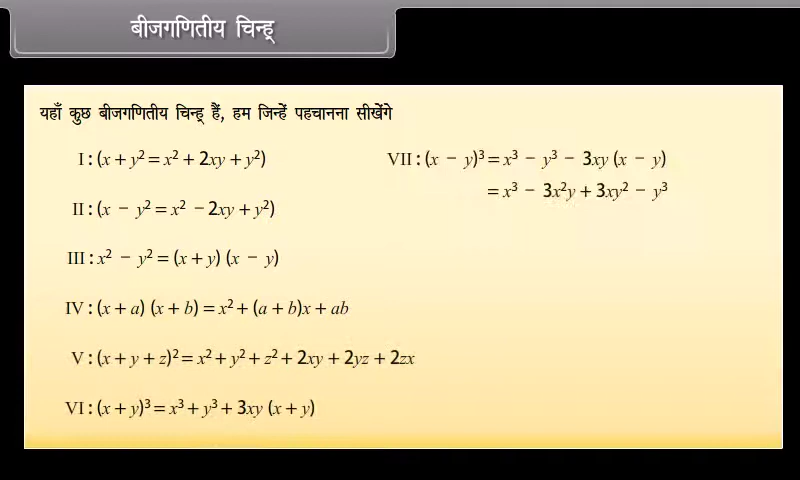 बीजगणितीय चिन्ह्
यहाँ कुछ बीजगणितीय चिन्ह् हैं, हम जिन्हें पहचानना सीखेंगे
I : (x + y² = x² + 2xy + y²)
II : (x − y² = x² − 2xy + y²)
III : x² − y² = (x + y) (x − y)
IV : (x + a) (x + b) = x² + (a + b)x + ab
V : (x + y + z)² = x² + y² + z² + 2xy + 2yz + 2zx
VI : (x + y)³ = x³ + y³ + 3xy (x + y)
VII : (x − y)³ = x³ − y³ − 3xy (x − y)
= x³ − 3x²y + 3xy² − y³